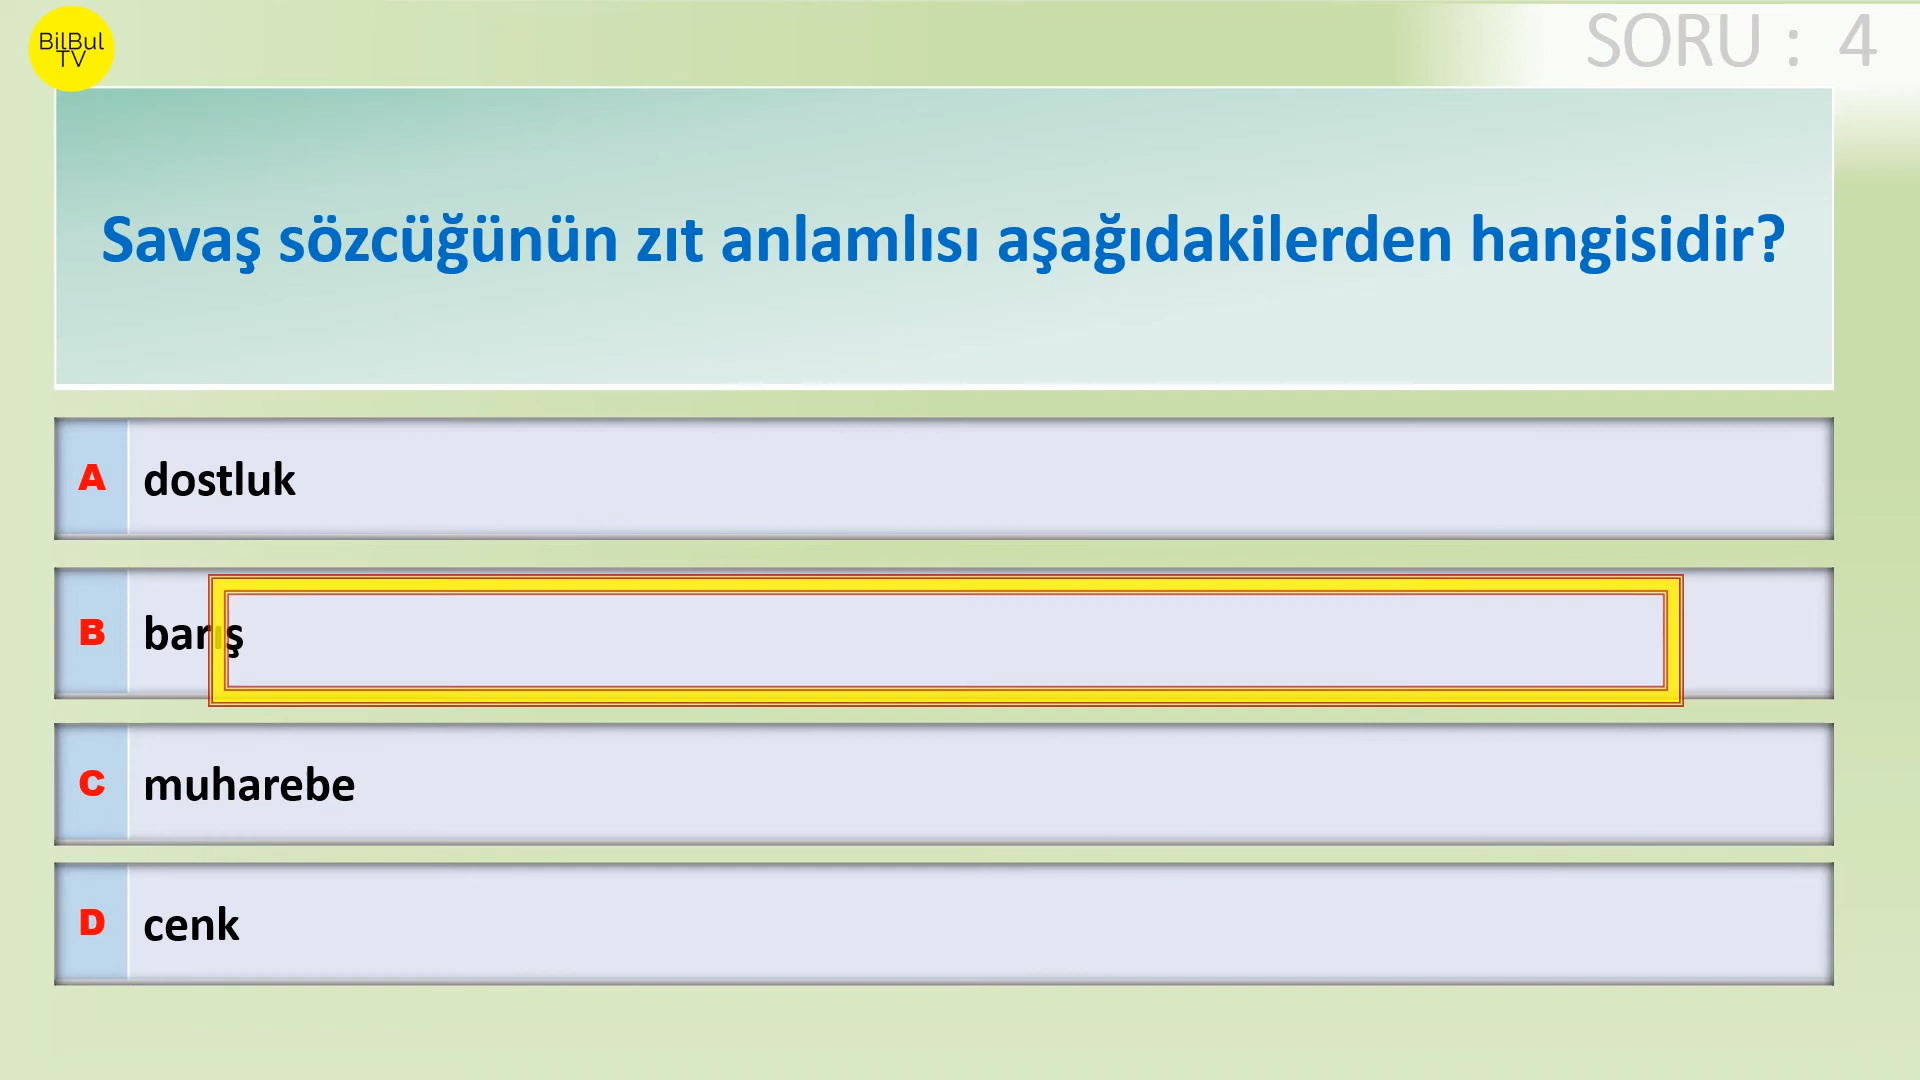 BilBul
TV
SORU : 4
Savaş sözcüğünün zıt anlamlısı aşağıdakilerden hangisidir?
A dostluk
B barış
C muharebe
D cenk